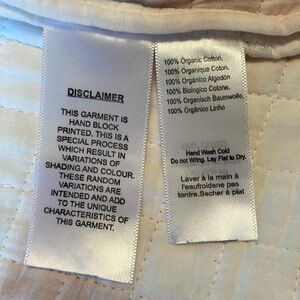 DISCLAIMER
THIS GARMENT IS
HAND BLOCK
PRINTED. THIS IS A
SPECIAL PROCESS
WHICH RESULT IN
VARIATIONS OF
SHADING AND COLOUR.
THESE RANDOM
VARIATIONS ARE
INTENDED AND ADD
TO THE UNIQUE
CHARACTERISTICS OF
THIS GARMENT.
100% Organic Cotton,
100% Organique Coton,
100% Orgánico Algodón
100% Biologico Cotone,
100% Organisch Baumwolle,
100% Orgânico Linho
Hand Wash Cold
Do not Wring. Lay Flat to Dry.
Laver à la main à
l'eaufroidene pas
tordre.Secher à plat